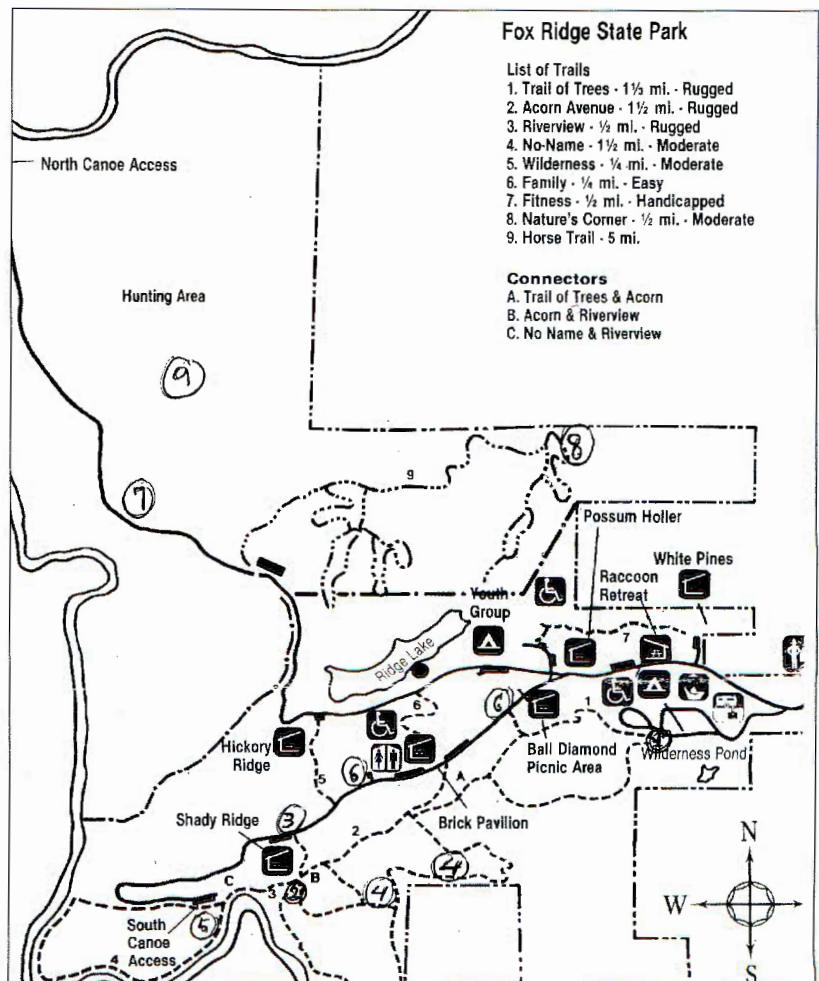 Fox Ridge State Park
List of Trails
1. Trail of Trees · 1⅓ mi. · Rugged
2. Acorn Avenue · 1½ mi. · Rugged
3. Riverview · ½ mi. · Rugged
4. No-Name · 1½ mi. · Moderate
5. Wilderness · ¼ mi. · Moderate
6. Family · ¼ mi. · Easy
7. Fitness · ½ mi. · Handicapped
8. Nature's Corner · ½ mi. · Moderate
9. Horse Trail · 5 mi.
Connectors
A. Trail of Trees & Acorn
B. Acorn & Riverview
C. No Name & Riverview
North Canoe Access
Hunting Area
9
7
8
9
Possum Holler
White Pines
Raccoon
Retreat
Youth
Group
7
Ridge Lake
6
6
1
Hickory
Ridge
5
6
A
Ball Diamond
Picnic Area
Wilderness Pond
Brick Pavilion
Shady Ridge
3
2
4
B
C
3
4
South
Canoe
Access
5
4
N
W
S